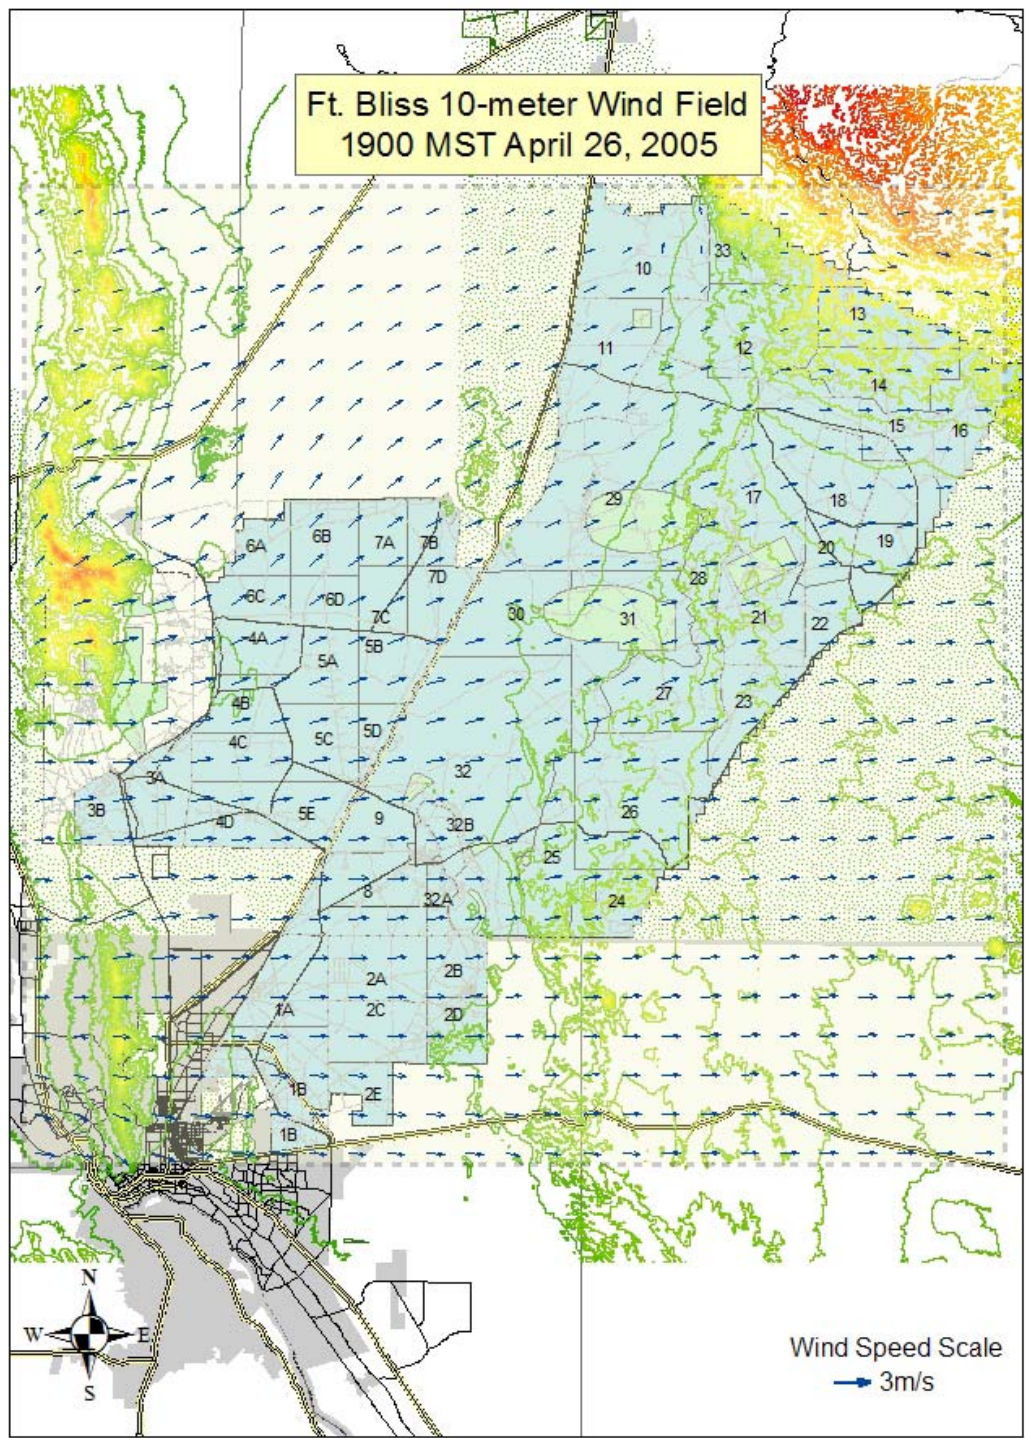 Ft. Bliss 10-meter Wind Field
1900 MST April 26, 2005
33
10
13
11
12
14
15
16
29
17
18
6B
7A
7B
6A
20
19
28
7D
6C
6D
7C
30
31
21
22
4A
5B
5A
27
23
4B
5D
4C
5C
32
3A
3B
5E
9
26
4D
32B
25
8
32A
24
2B
2A
1A
2C
2D
1B
2E
1B
N
W
E
S
Wind Speed Scale
3m/s